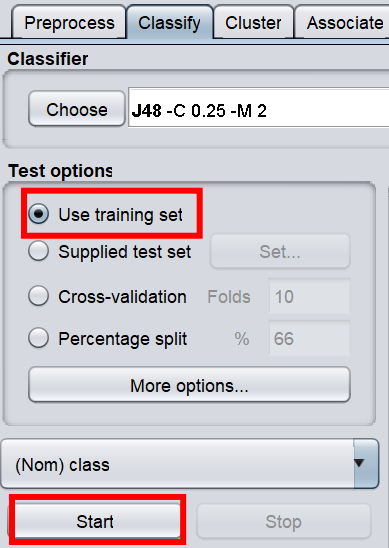 Preprocess Classify Cluster Associate
Classifier
Choose J48 -C 0.25 -M 2
Test options
Use training set
Supplied test set Set...
Cross-validation Folds 10
Percentage split % 66
More options...
(Nom) class
Start Stop